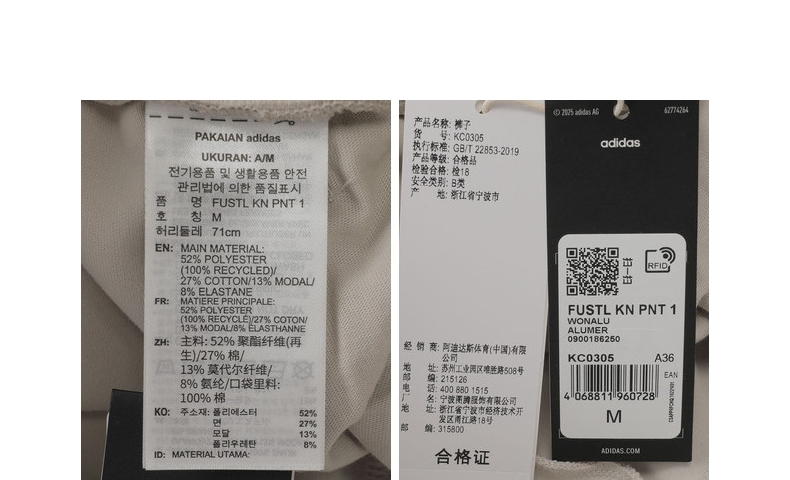 PAKAIAN adidas
UKURAN: A/M
전기용품 및 생활용품 안전
관리법에 의한 품질표시
품 명 FUSTL KN PNT 1
호 칭 M
허리둘레 71cm
EN: MAIN MATERIAL:
52% POLYESTER
(100% RECYCLED)/
27% COTTON/13% MODAL/
8% ELASTANE
FR: MATIERE PRINCIPALE:
52% POLYESTER
(100% RECYCLÉ)/27% COTON/
13% MODAL/8% ELASTHANNE
ZH: 主料: 52% 聚酯纤维(再
生)/27% 棉/
13% 莫代尔纤维/
8% 氨纶/口袋里料:
100% 棉
KO: 주소재: 폴리에스터 52%
면 27%
모달 13%
폴리우레탄 8%
ID: MATERIAL UTAMA:
产品名称: 裤子
货 号: KC0305
执行标准: GB/T 22853-2019
产品等级: 合格品
检验合格: 检18
安全类别: B类
产 地: 浙江省宁波市
经 销 商: 阿迪达斯体育(中国)有限
公司
地 址: 苏州工业园区唯胜路508号
邮 编: 215126
电 话: 400 880 1515
厂 名: 宁波图腾服饰有限公司
地 址: 浙江省宁波市经济技术开
发区甬江路18号
邮 编: 315800
合格证
© 2025 adidas AG 62774264
adidas
RFID
FUSTL KN PNT 1
WONALU
ALUMER
0900186250
KC0305 A36
EAN
4 068811 960728
M
ADIDAS.COM